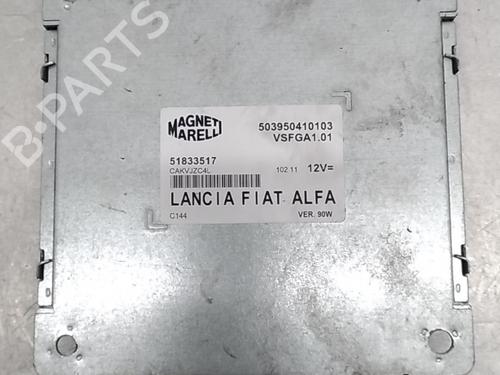 B-PARTS
MAGNETI MARELLI
503950410103
VSFGA1.01
51833517
CAKVJZC4L
102.11 12V=
LANCIA FIAT ALFA
C144
VER. 90W